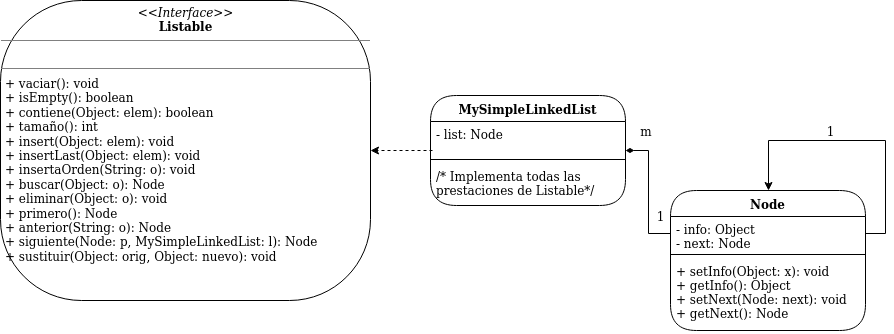 <<Interface>>
Listable
+ vaciar(): void
+ isEmpty(): boolean
+ contiene(Object: elem): boolean
+ tamaño(): int
+ insert(Object: elem): void
+ insertLast(Object: elem): void
+ insertaOrden(String: o): void
+ buscar(Object: o): Node
+ eliminar(Object: o): void
+ primero(): Node
+ anterior(String: o): Node
+ siguiente(Node: p, MySimpleLinkedList: l): Node
+ sustituir(Object: orig, Object: nuevo): void
MySimpleLinkedList
- list: Node
/* Implementa todas las
prestaciones de Listable*/
m
1
1
Node
- info: Object
- next: Node
+ setInfo(Object: x): void
+ getInfo(): Object
+ setNext(Node: next): void
+ getNext(): Node